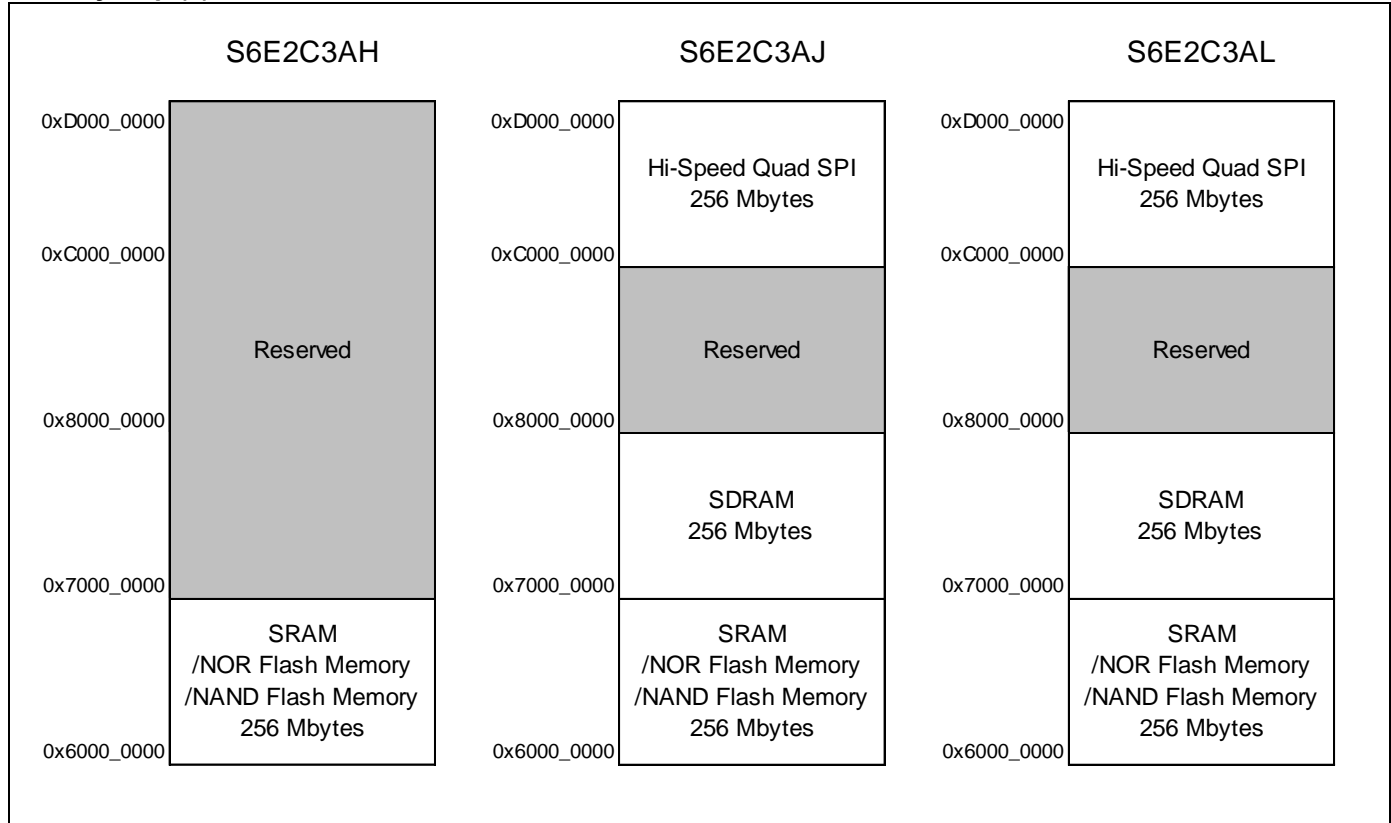 S6E2C3AH
S6E2C3AJ
S6E2C3AL
0xD000_0000
0xC000_0000
Reserved
0x8000_0000
0x7000_0000
SRAM
/NOR Flash Memory
/NAND Flash Memory
256 Mbytes
0x6000_0000
0xD000_0000
Hi-Speed Quad SPI
256 Mbytes
0xC000_0000
Reserved
0x8000_0000
SDRAM
256 Mbytes
0x7000_0000
SRAM
/NOR Flash Memory
/NAND Flash Memory
256 Mbytes
0x6000_0000
0xD000_0000
Hi-Speed Quad SPI
256 Mbytes
0xC000_0000
Reserved
0x8000_0000
SDRAM
256 Mbytes
0x7000_0000
SRAM
/NOR Flash Memory
/NAND Flash Memory
256 Mbytes
0x6000_0000